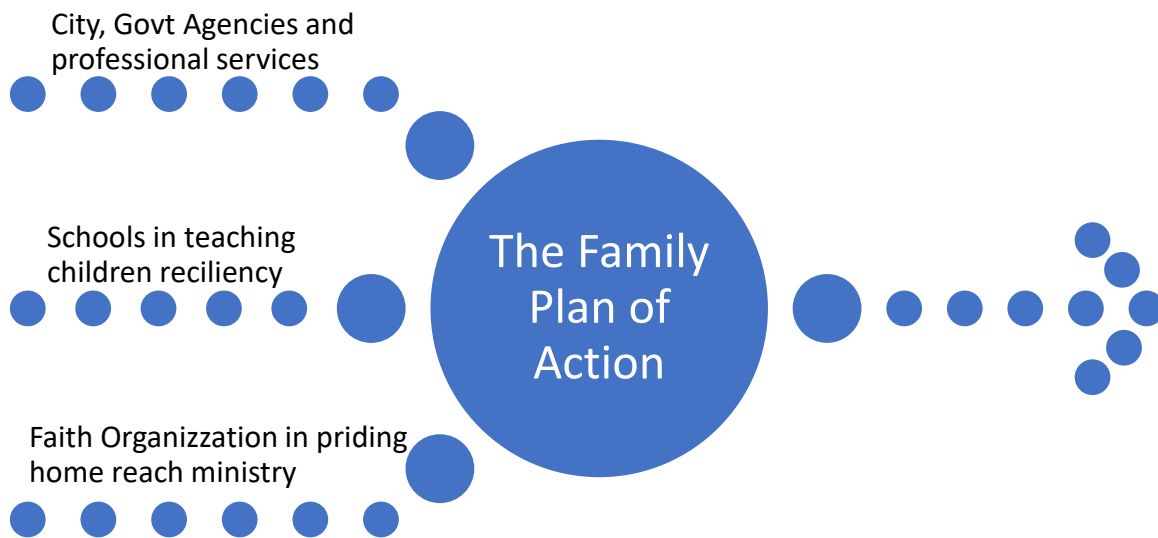 City, Govt Agencies and
professional services
Schools in teaching
children reciliency
The Family
Plan of
Action
Faith Organizzation in priding
home reach ministry